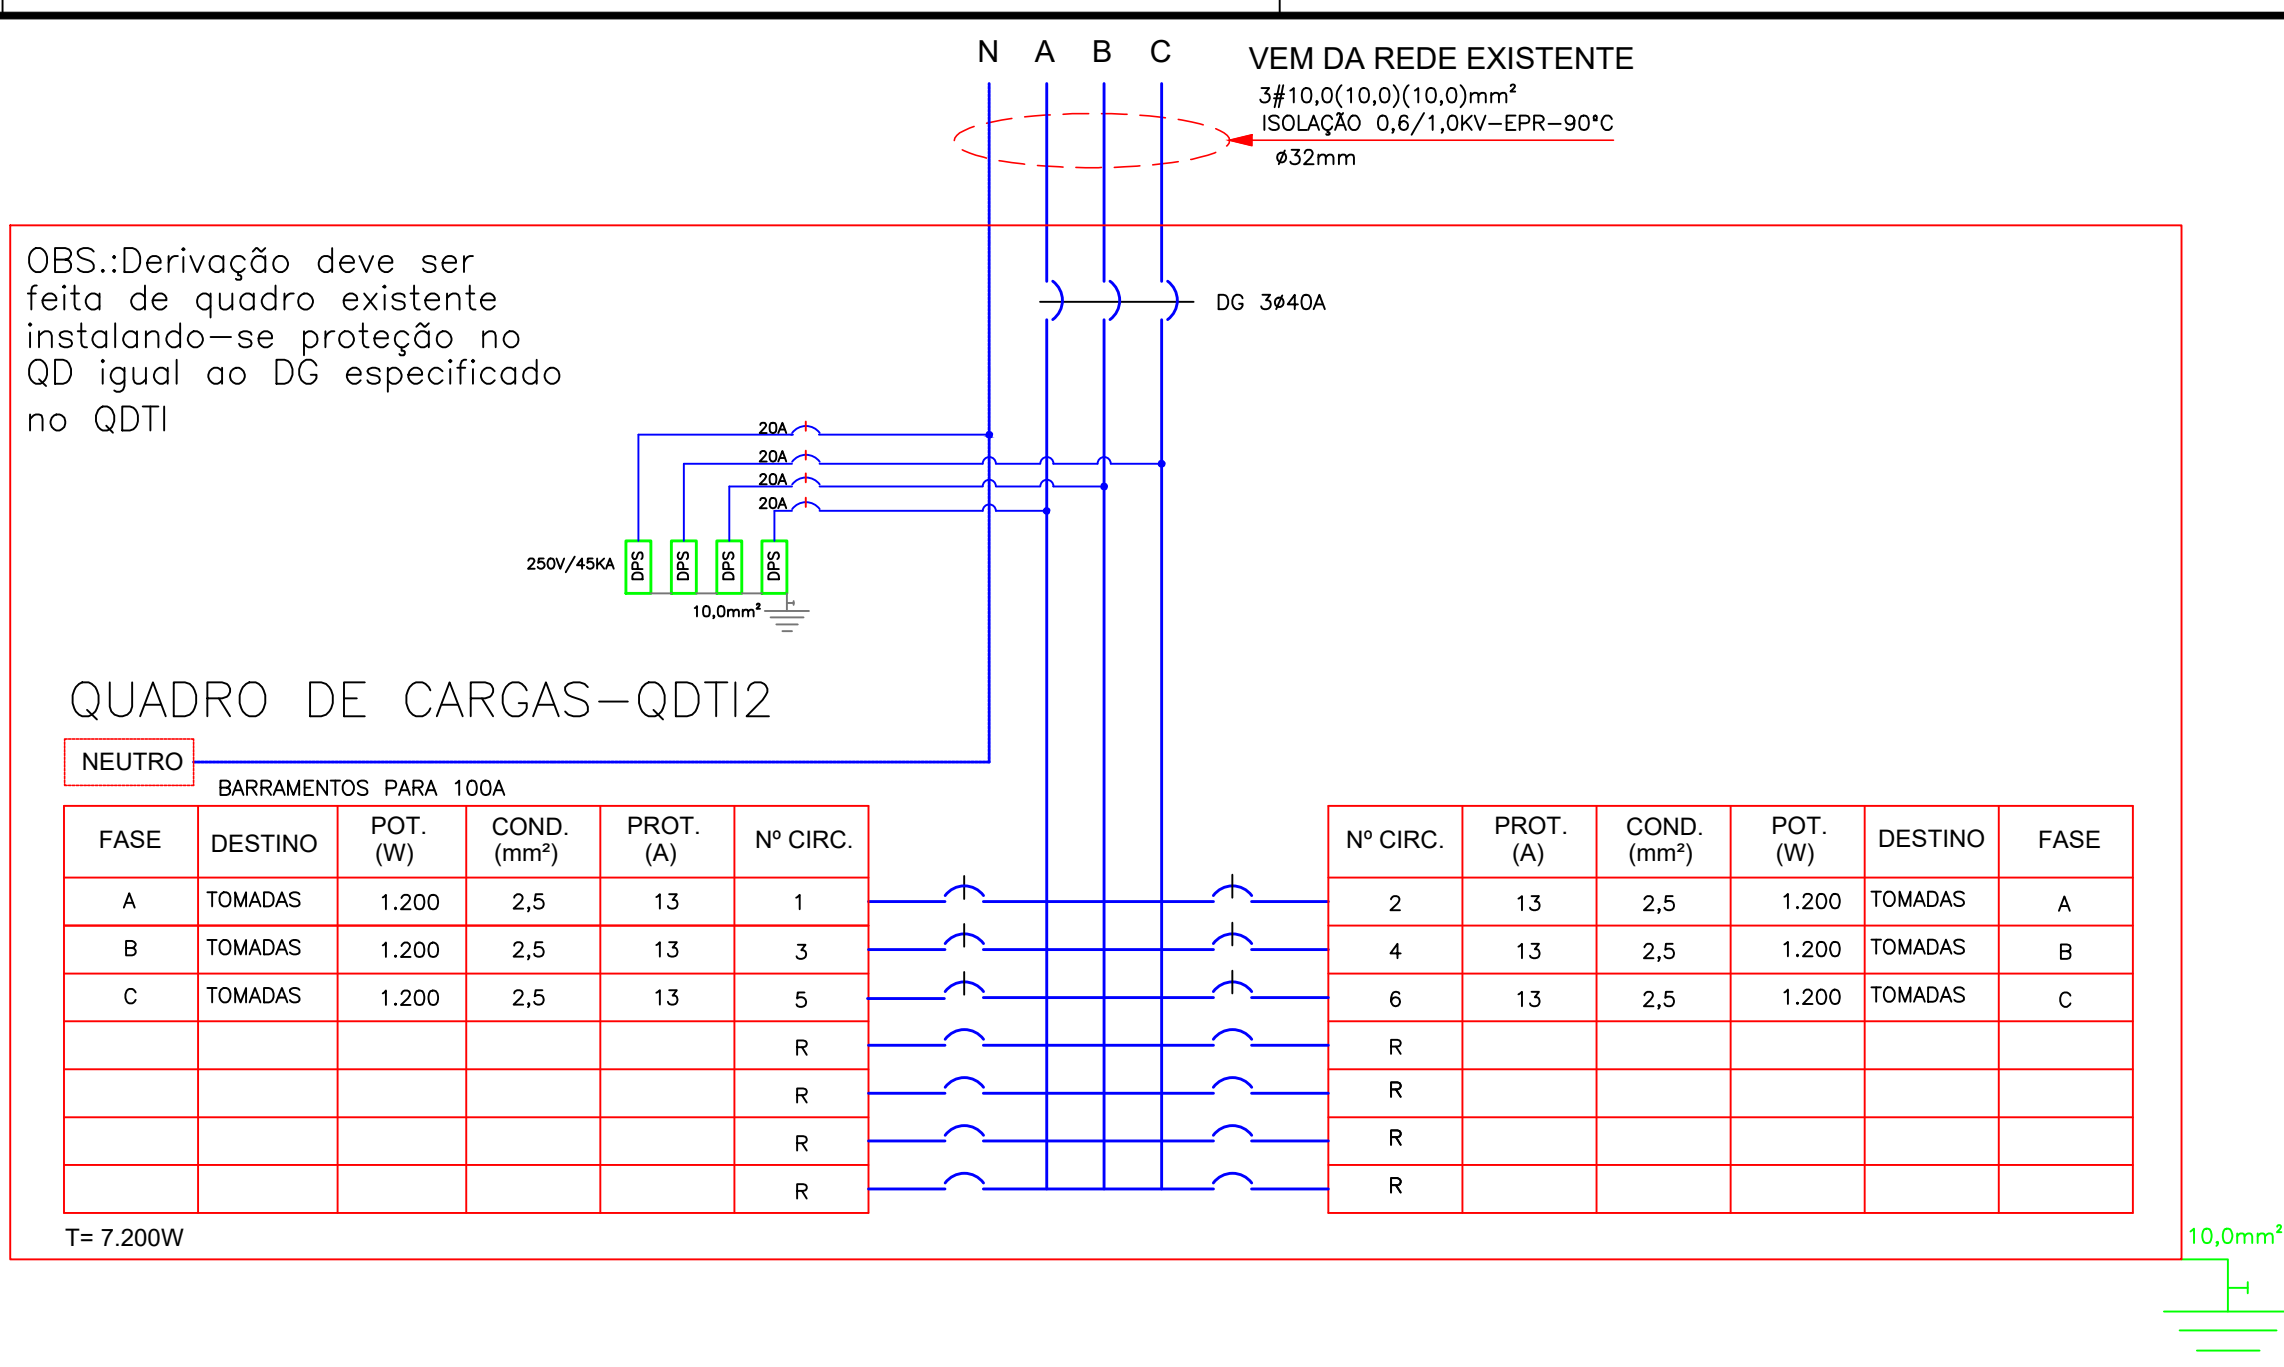 N A B C
VEM DA REDE EXISTENTE
3#10,0(10,0)(10,0)mm²
ISOLAÇÃO 0,6/1,0KV-EPR-90°C
ø32mm
OBS.:Derivação deve ser
feita de quadro existente
instalando-se proteção no
QD igual ao DG especificado
no QDTI
DG 3ø40A
20A
20A
20A
20A
250V/45KA
DPS DPS DPS DPS
10,0mm²
QUADRO DE CARGAS-QDTI2
NEUTRO
BARRAMENTOS PARA 100A
FASE DESTINO POT. (W) COND. (mm²) PROT. (A) Nº CIRC.
A TOMADAS 1.200 2,5 13 1
B TOMADAS 1.200 2,5 13 3
C TOMADAS 1.200 2,5 13 5
R
R
R
R
Nº CIRC. PROT. (A) COND. (mm²) POT. (W) DESTINO FASE
2 13 2,5 1.200 TOMADAS A
4 13 2,5 1.200 TOMADAS B
6 13 2,5 1.200 TOMADAS C
R
R
R
R
T= 7.200W
10,0mm²